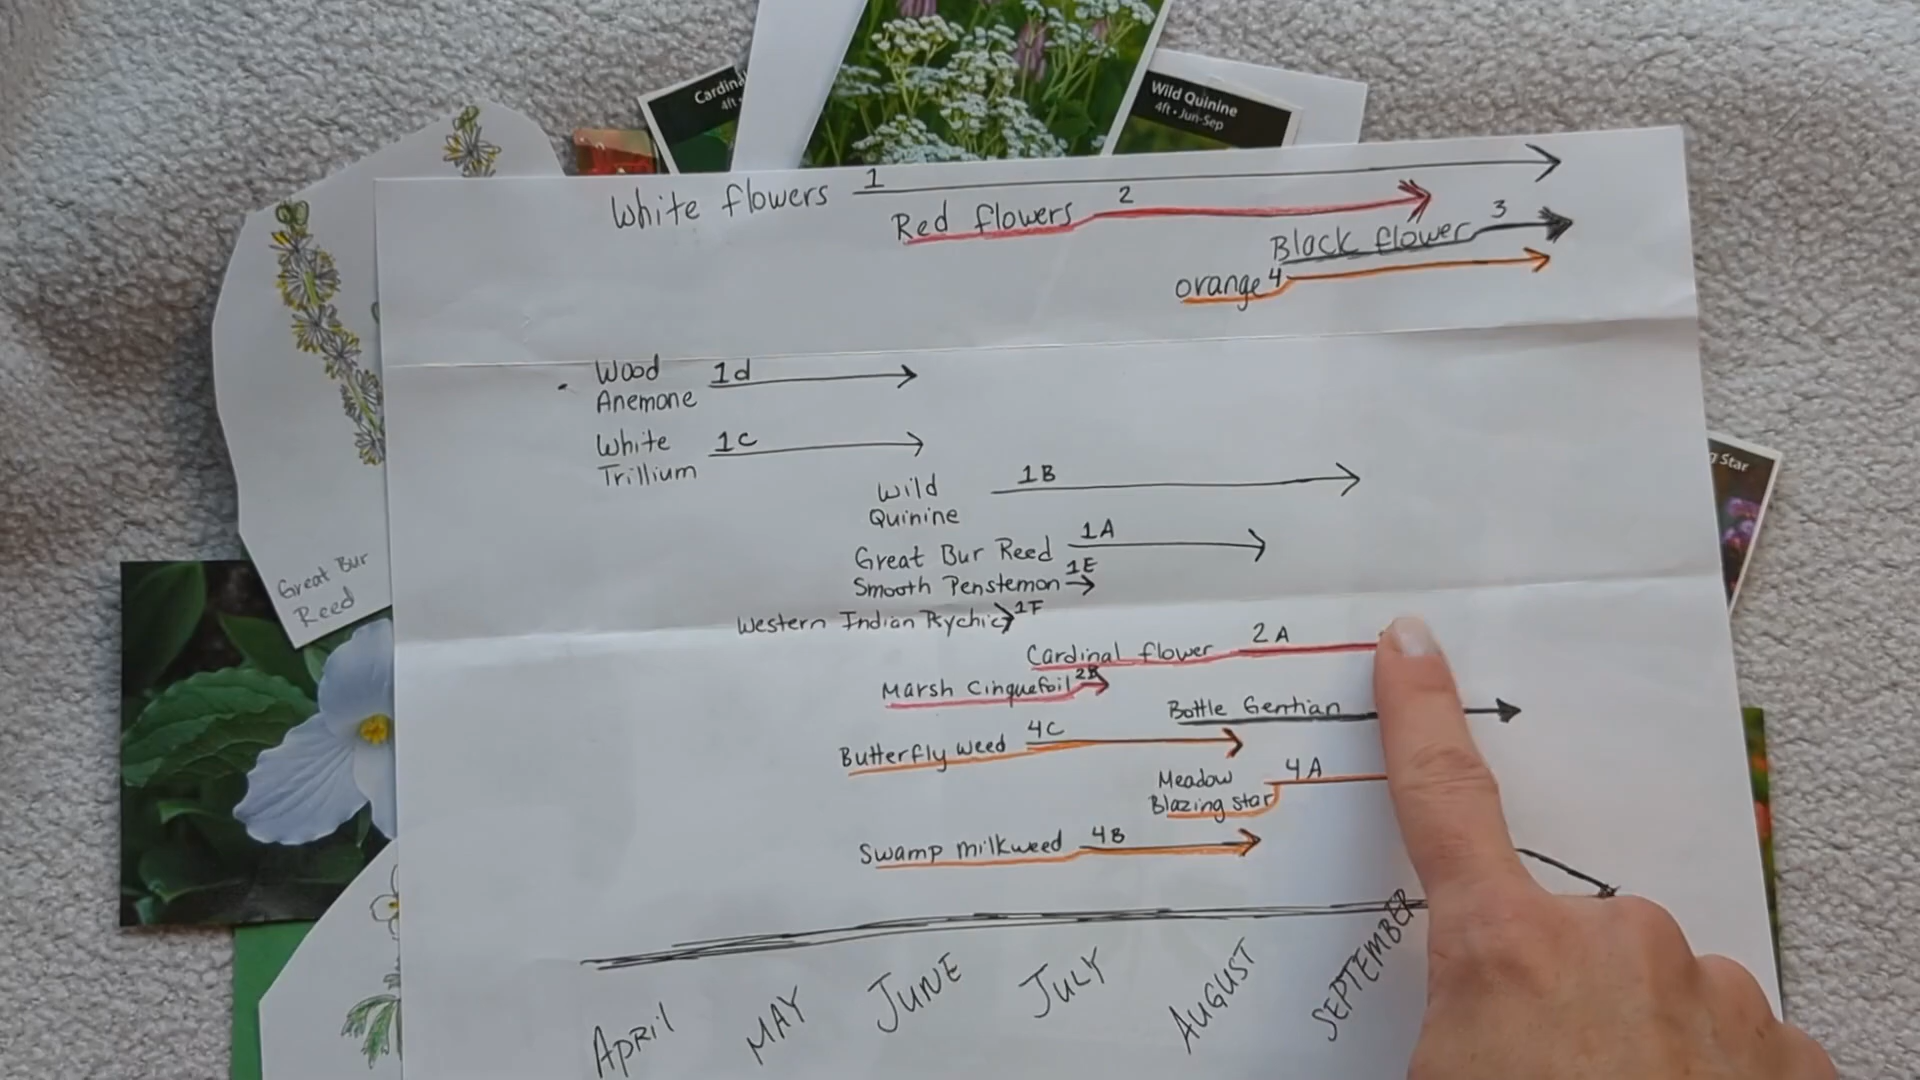 Cardinal
4ft
Wild Quinine
4ft • Jun-Sep
White flowers 1
Red flowers 2
Black flower 3
orange 4
Wood 1d
Anemone
White 1C
Trillium
Wild 1B
Quinine
Great Bur Reed 1A
Smooth Penstemon 1E
Western Indian Psychic 1F
Cardinal flower 2A
Marsh Cinquefoil 2B
Bottle Gentian
Butterfly weed 4C
Meadow 4A
Blazing star
Swamp milkweed 4B
APRIL MAY JUNE JULY AUGUST SEPTEMBER
Great Bur
Reed
Star